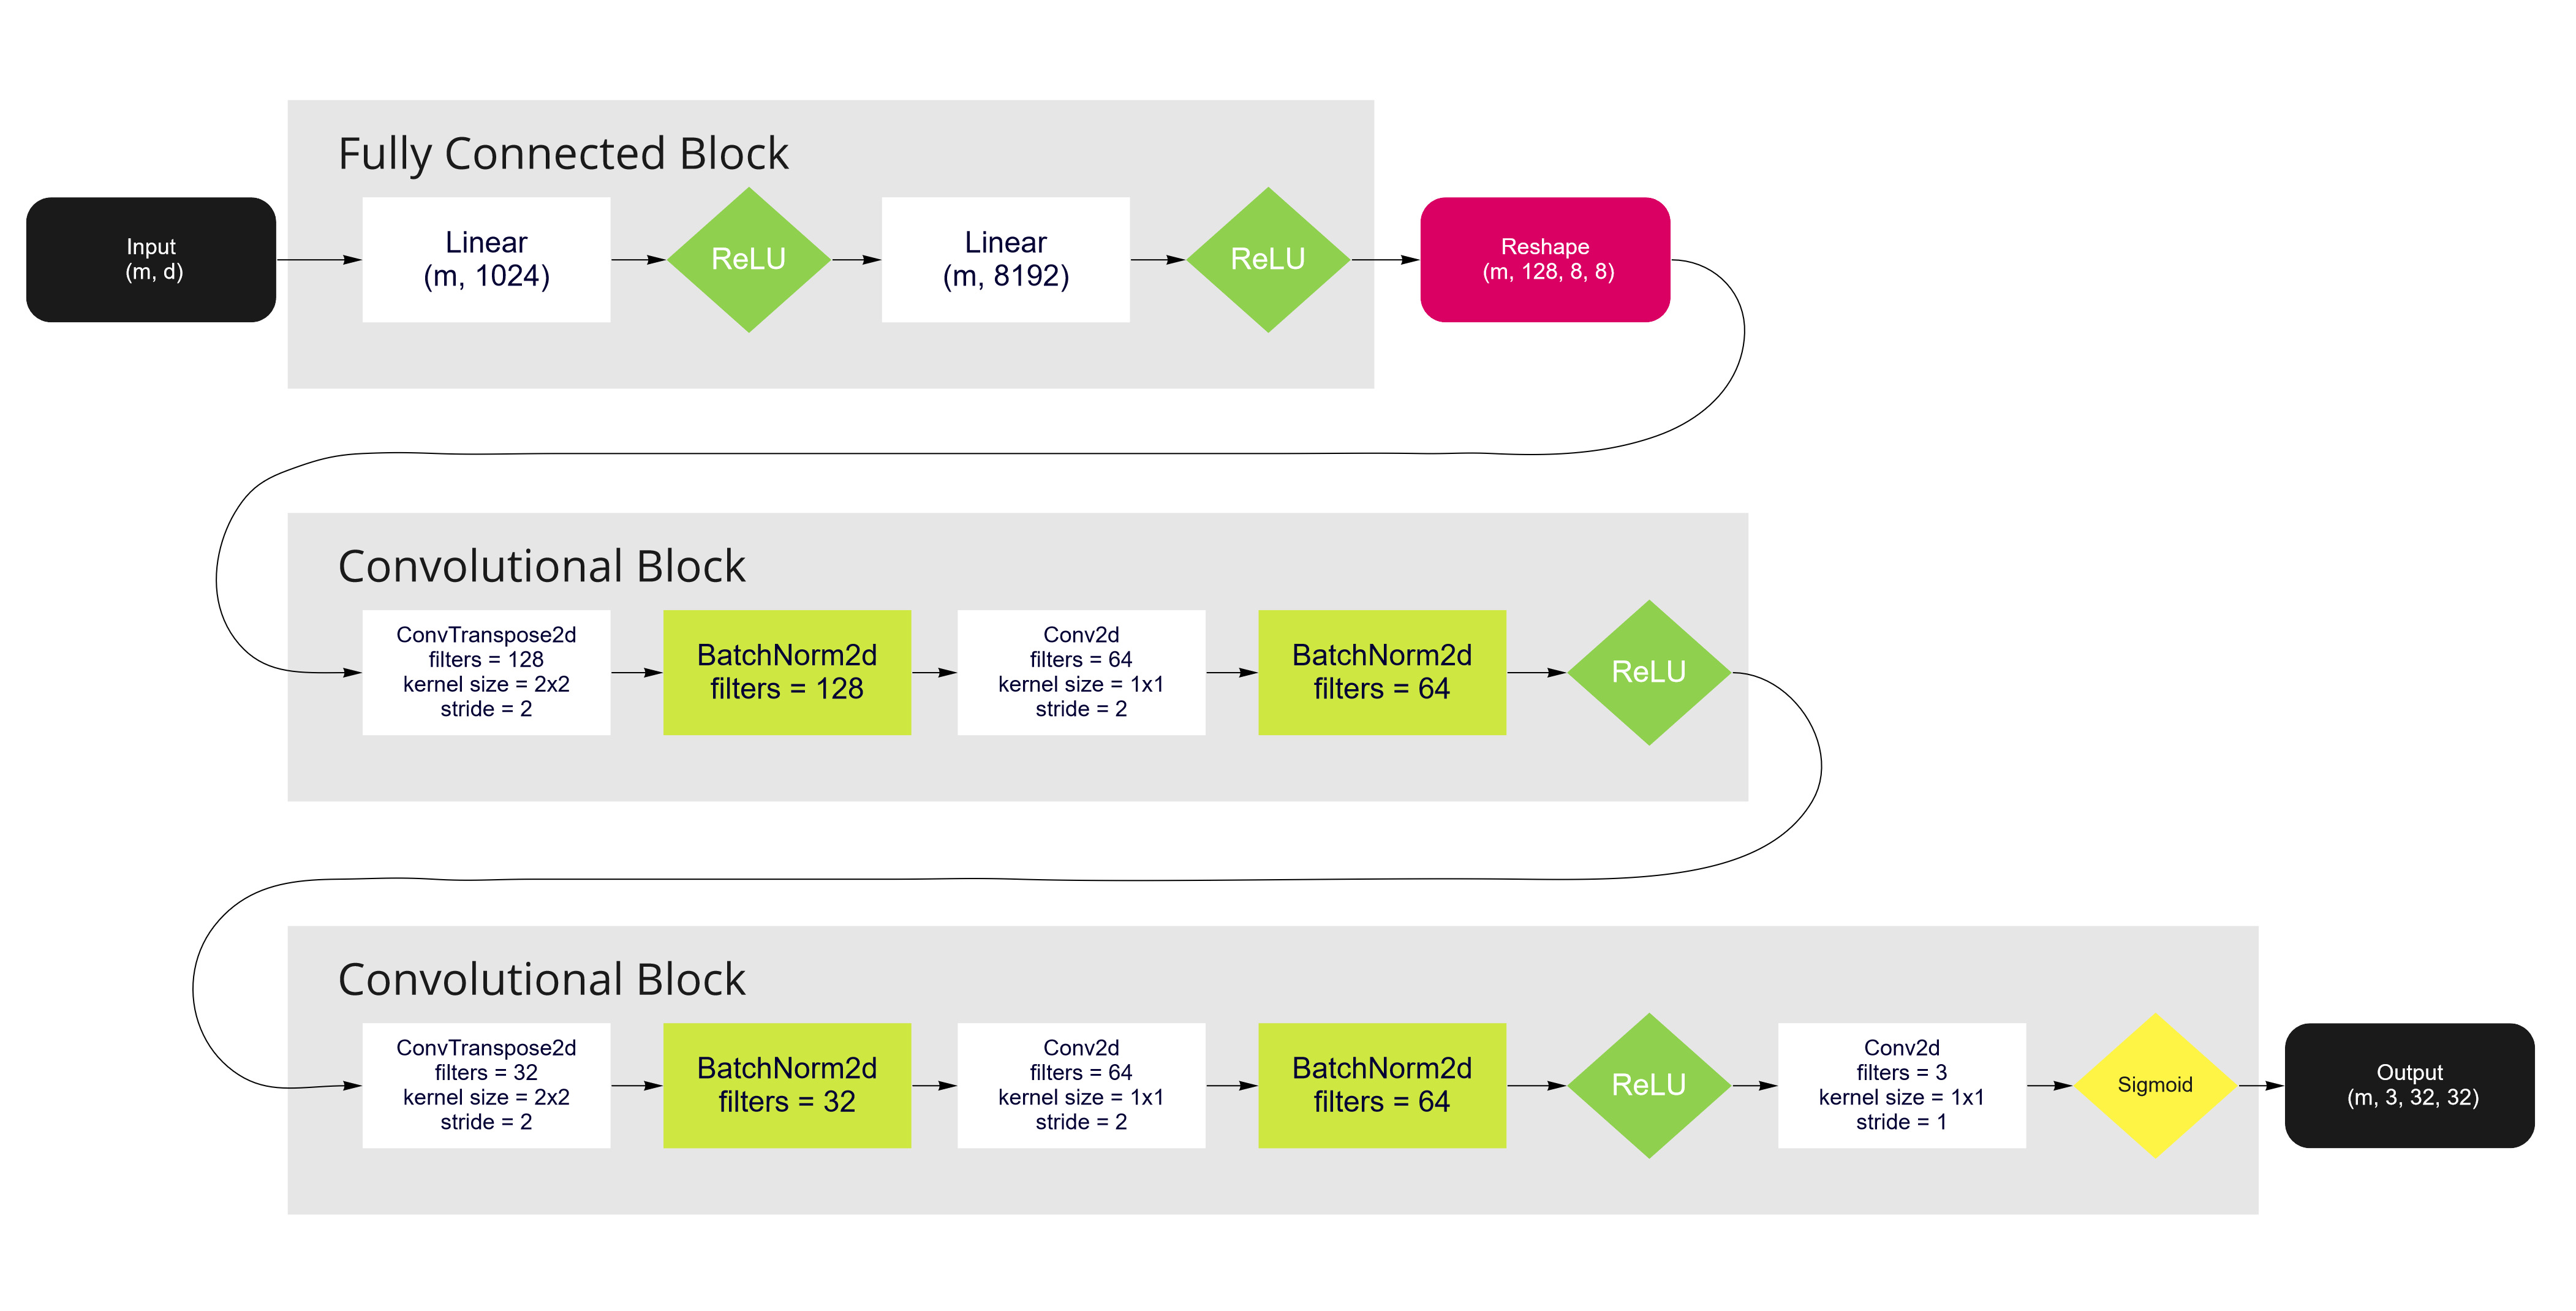 Fully Connected Block
Input
(m, d)
Linear
(m, 1024)
ReLU
Linear
(m, 8192)
ReLU
Reshape
(m, 128, 8, 8)
Convolutional Block
ConvTranspose2d
filters = 128
kernel size = 2x2
stride = 2
BatchNorm2d
filters = 128
Conv2d
filters = 64
kernel size = 1x1
stride = 2
BatchNorm2d
filters = 64
ReLU
Convolutional Block
ConvTranspose2d
filters = 32
kernel size = 2x2
stride = 2
BatchNorm2d
filters = 32
Conv2d
filters = 64
kernel size = 1x1
stride = 2
BatchNorm2d
filters = 64
ReLU
Conv2d
filters = 3
kernel size = 1x1
stride = 1
Sigmoid
Output
(m, 3, 32, 32)